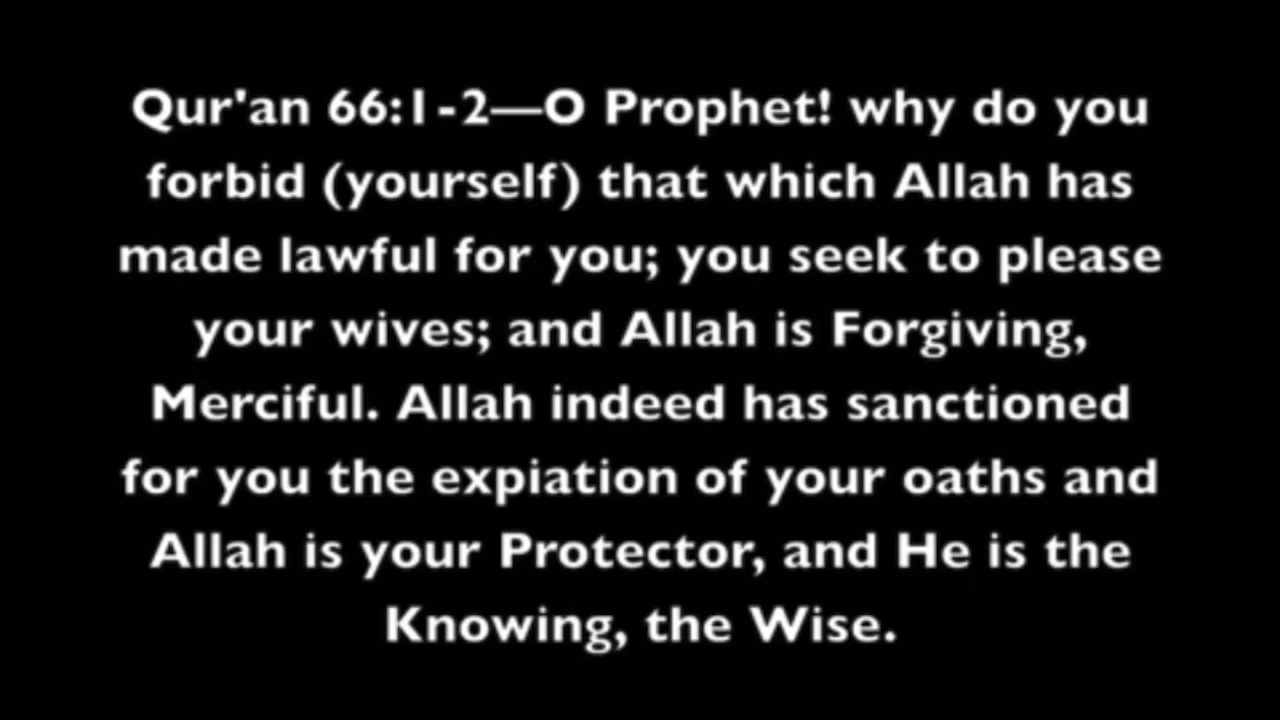 Qur'an 66:1-2—O Prophet! why do you
forbid (yourself) that which Allah has
made lawful for you; you seek to please
your wives; and Allah is Forgiving,
Merciful. Allah indeed has sanctioned
for you the expiation of your oaths and
Allah is your Protector, and He is the
Knowing, the Wise.